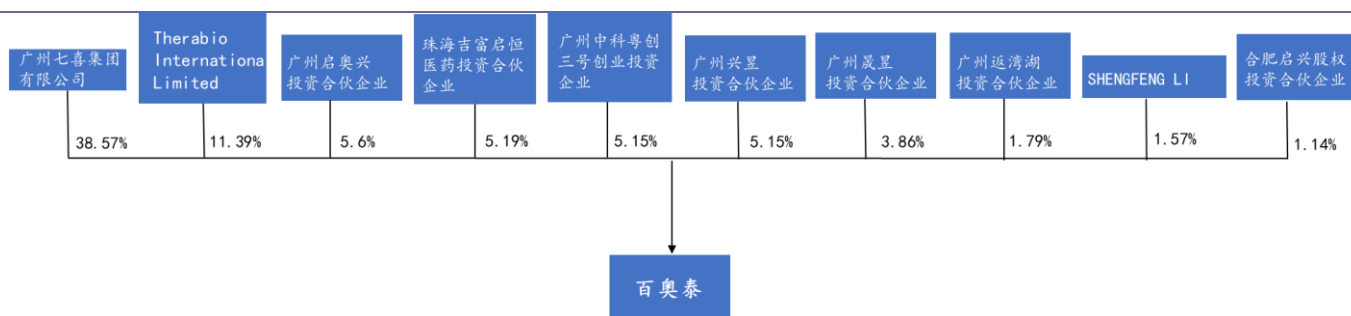 广州七喜集团
有限公司
Therabio
Internationa
Limited
广州启奥兴
投资合伙企业
珠海吉富启恒
医药投资合伙
企业
广州中科粤创
三号创业投资
企业
广州兴昱
投资合伙企业
广州晟昱
投资合伙企业
广州返湾湖
投资合伙企业
SHENGFENG LI
合肥启兴股权
投资合伙企业
38.57%
11.39%
5.6%
5.19%
5.15%
5.15%
3.86%
1.79%
1.57%
1.14%
百奥泰